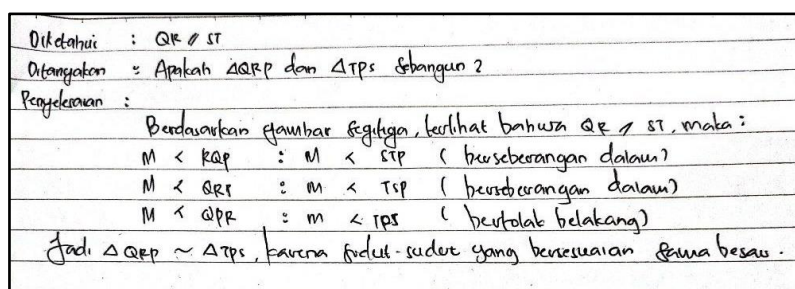 Diketahui : QR // ST
Ditanyakan : Apakah ΔQRP dan ΔTPS sebangun ?
Penyelesaian :
Berdasarkan gambar segitiga, terlihat bahwa QR // ST, maka :
M < RQP : M < STP ( berseberangan dalam )
M < QRS : M < TSP ( berseberangan dalam )
M < QPR : m < TPS ( bertolak belakang )
Jadi Δ QRP ~ ΔTPS, karena sudut-sudut yang bersesuaian sama besar.